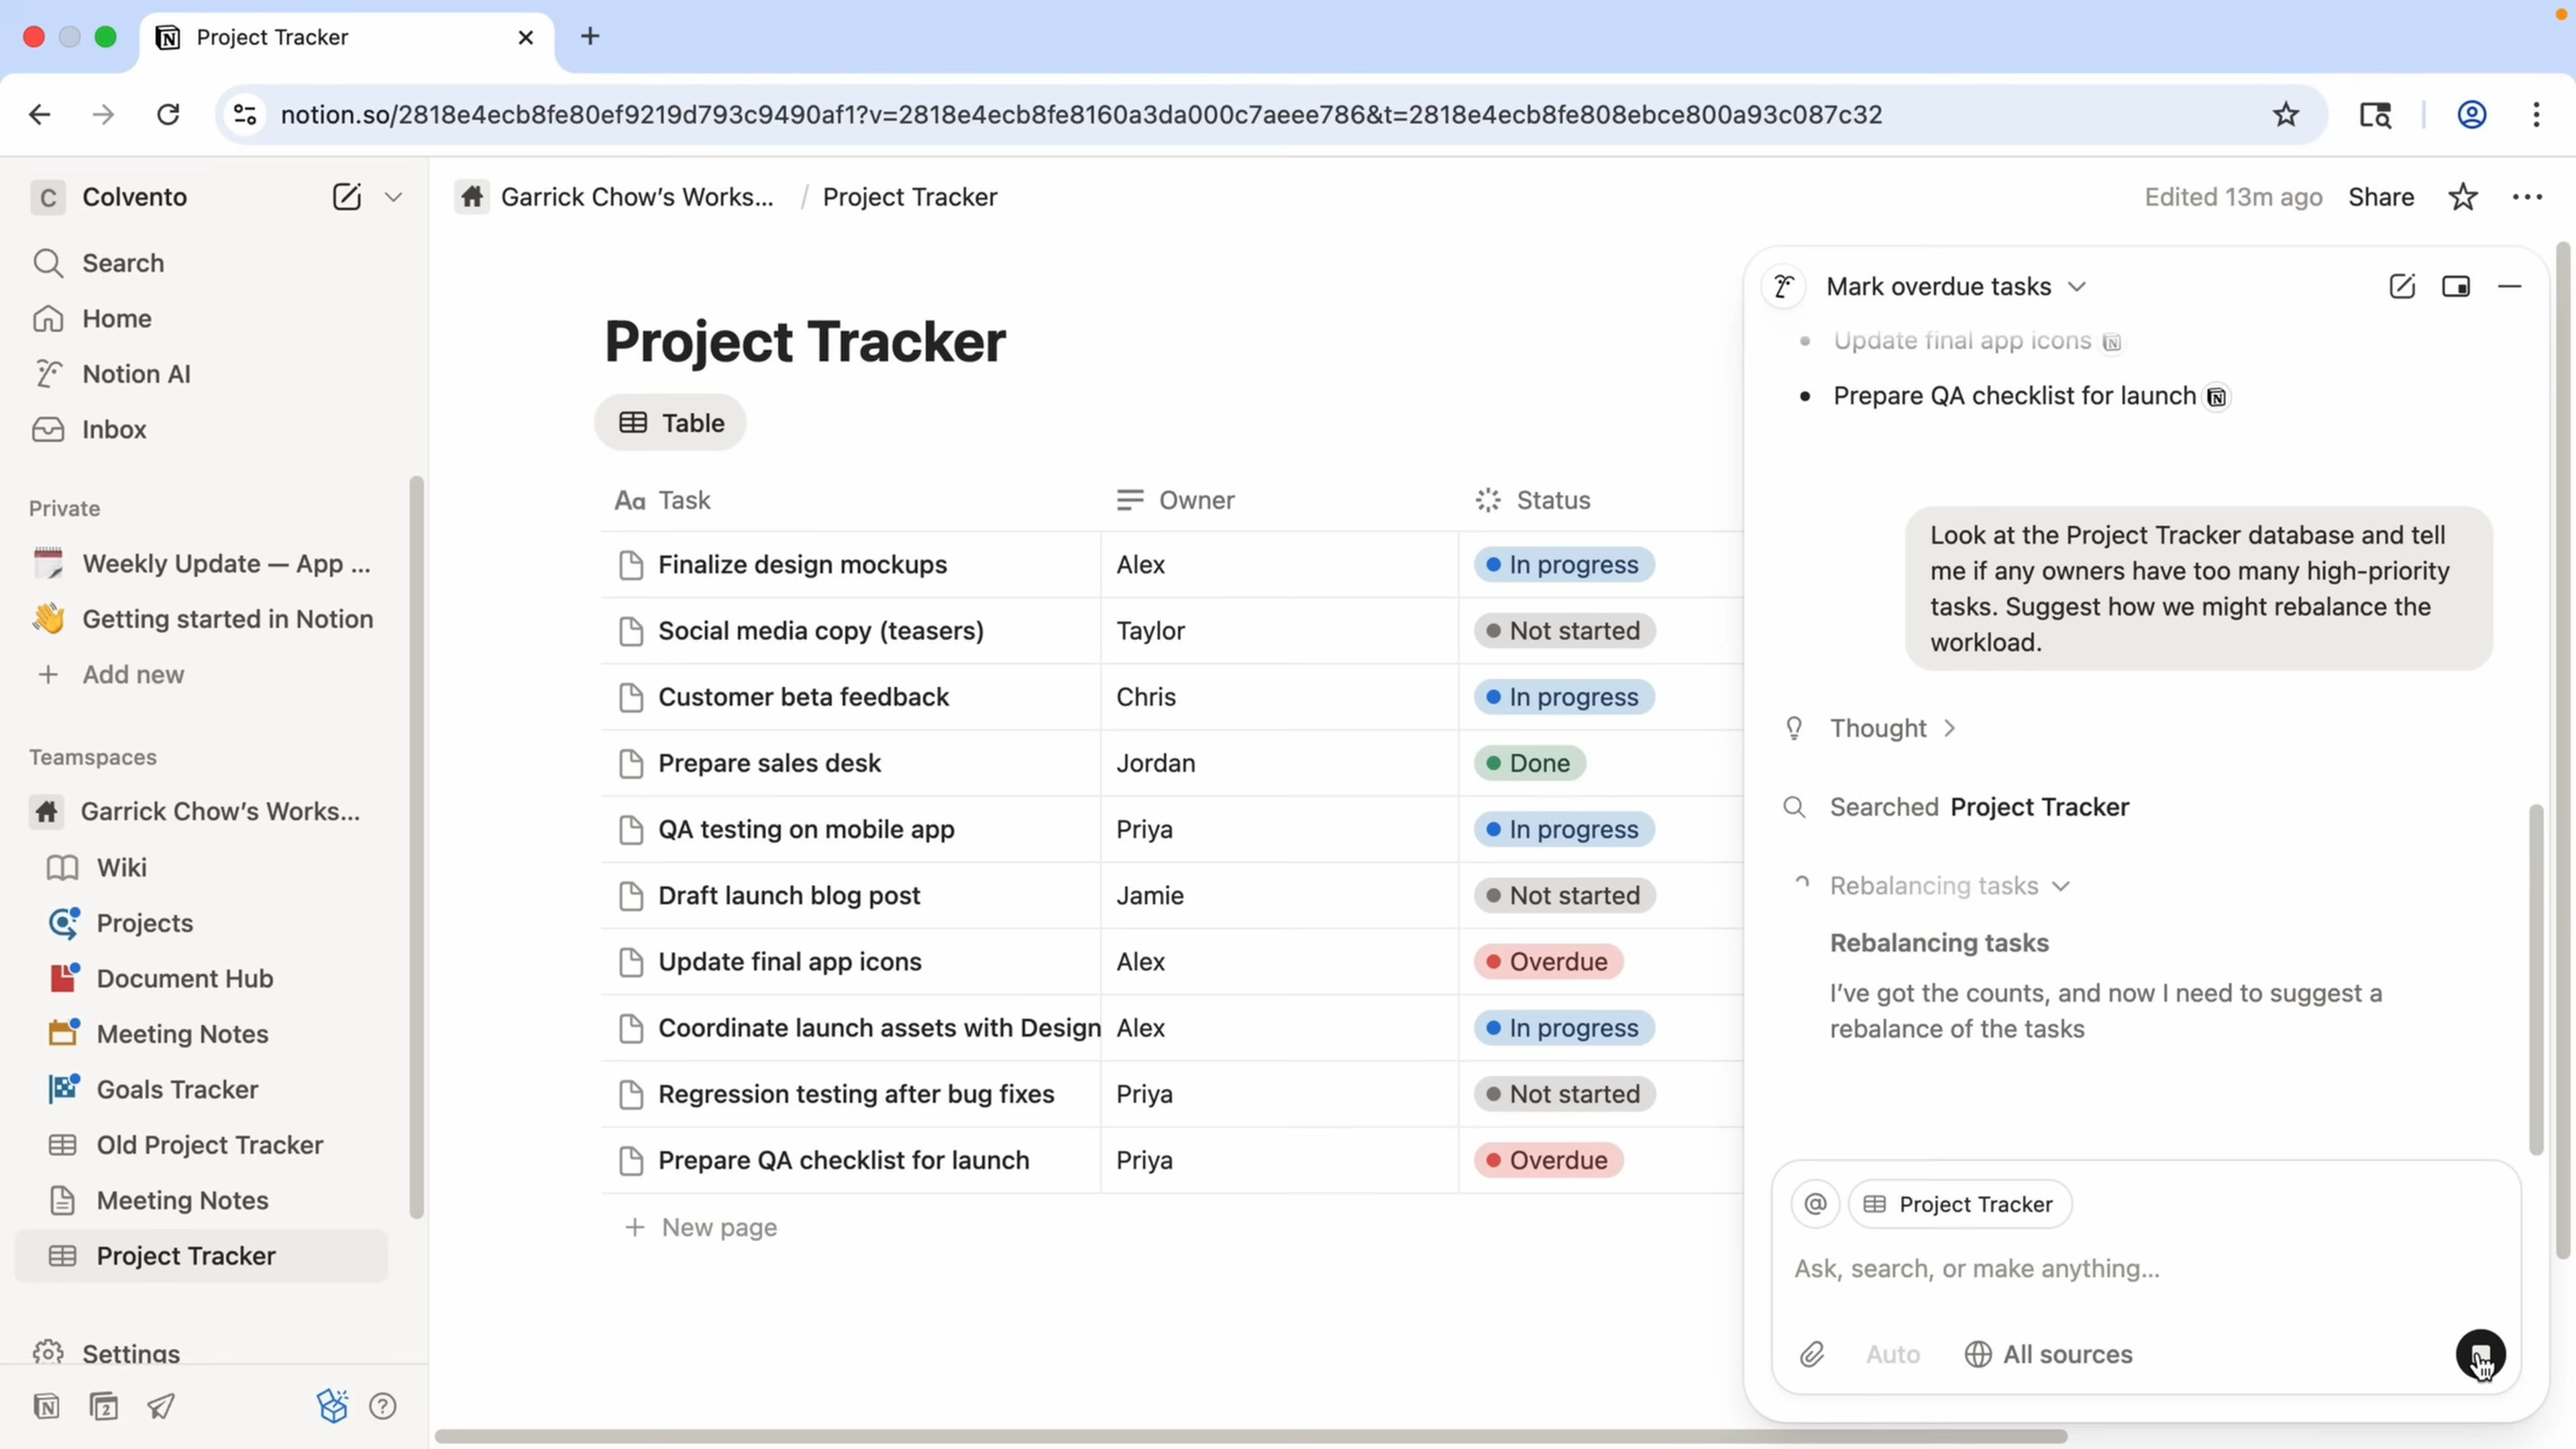 Project Tracker
notion.so/2818e4ecb8fe80ef9219d793c9490af1?v=2818e4ecb8fe8160a3da000c7aeee786&t=2818e4ecb8fe808ebce800a93c087c32
C Colvento
Search
Home
Notion AI
Inbox
Private
Weekly Update — App ...
Getting started in Notion
Add new
Teamspaces
Garrick Chow's Works...
Wiki
Projects
Document Hub
Meeting Notes
Goals Tracker
Old Project Tracker
Meeting Notes
Project Tracker
Settings
2
Garrick Chow's Works... / Project Tracker
Edited 13m ago Share
Project Tracker
Table
Aa Task Owner Status
Finalize design mockups Alex In progress
Social media copy (teasers) Taylor Not started
Customer beta feedback Chris In progress
Prepare sales desk Jordan Done
QA testing on mobile app Priya In progress
Draft launch blog post Jamie Not started
Update final app icons Alex Overdue
Coordinate launch assets with Design Alex In progress
Regression testing after bug fixes Priya Not started
Prepare QA checklist for launch Priya Overdue
New page
Mark overdue tasks
Update final app icons
Prepare QA checklist for launch
Look at the Project Tracker database and tell
me if any owners have too many high-priority
tasks. Suggest how we might rebalance the
workload.
Thought
Searched Project Tracker
Rebalancing tasks
Rebalancing tasks
I've got the counts, and now I need to suggest a
rebalance of the tasks
@ Project Tracker
Ask, search, or make anything...
Auto All sources